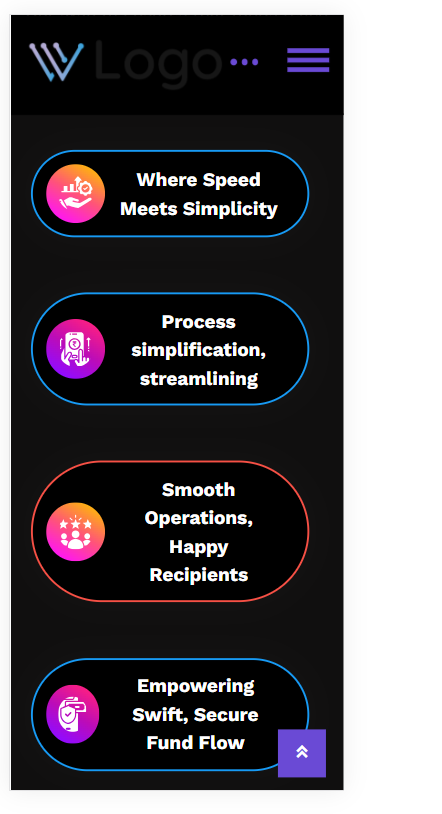 Logo
Where Speed
Meets Simplicity
Process
simplification,
streamlining
Smooth
Operations,
Happy
Recipients
Empowering
Swift, Secure
Fund Flow